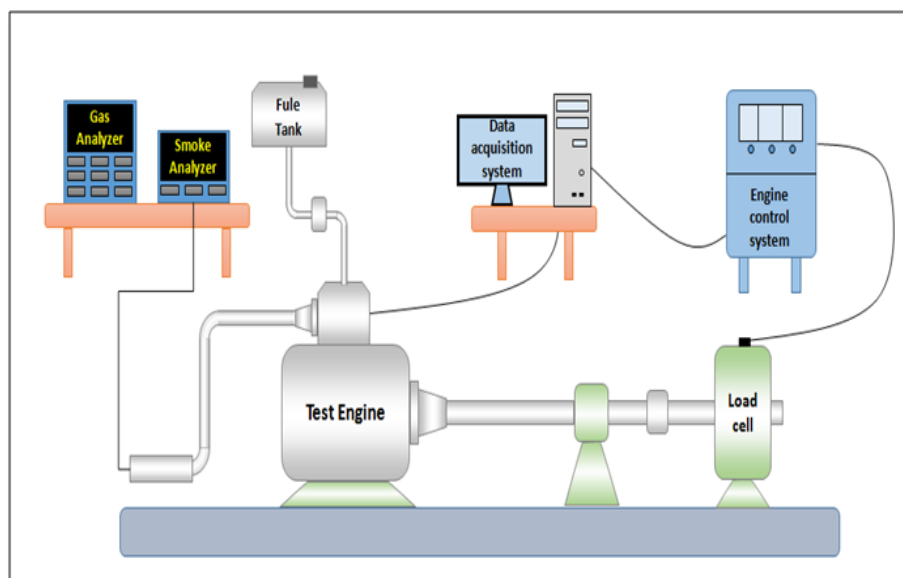 Gas
Analyzer
Smoke
Analyzer
Fule
Tank
Data
acquisition
system
Engine
control
system
Test Engine
Load
cell